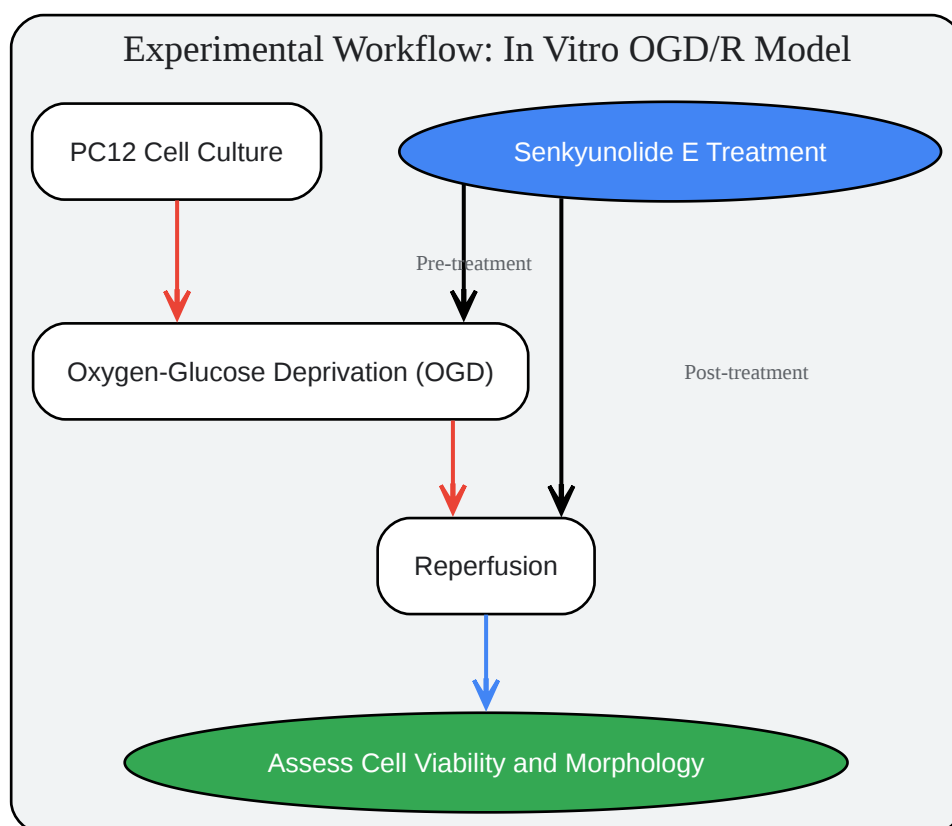 Experimental Workflow: In Vitro OGD/R Model
PC12 Cell Culture
Senkyunolide E Treatment
Pre-treatment
Oxygen-Glucose Deprivation (OGD)
Post-treatment
Reperfusion
Assess Cell Viability and Morphology